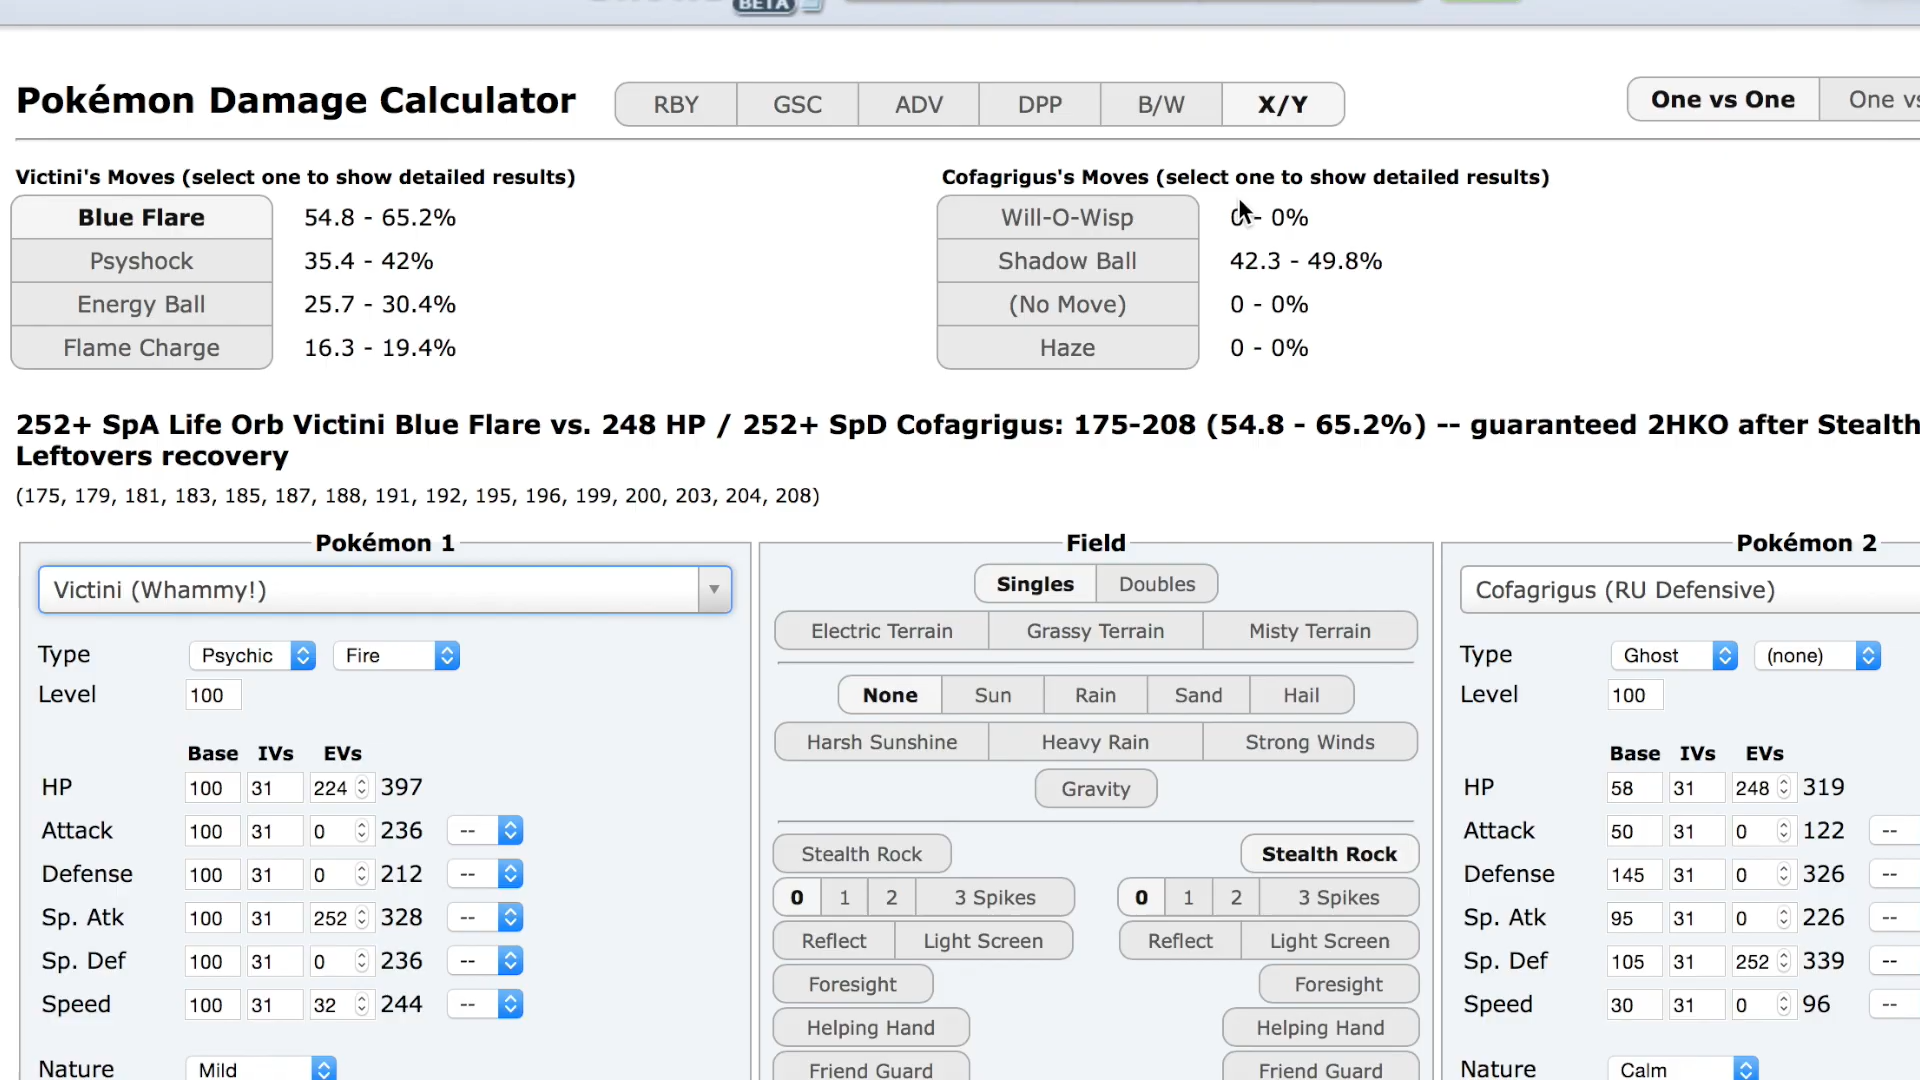 BETA
Pokémon Damage Calculator RBY GSC ADV DPP B/W X/Y One vs One One vs
Victini's Moves (select one to show detailed results) Cofagrigus's Moves (select one to show detailed results)
Blue Flare 54.8 - 65.2% Will-O-Wisp 0 - 0%
Psyshock 35.4 - 42% Shadow Ball 42.3 - 49.8%
Energy Ball 25.7 - 30.4% (No Move) 0 - 0%
Flame Charge 16.3 - 19.4% Haze 0 - 0%
252+ SpA Life Orb Victini Blue Flare vs. 248 HP / 252+ SpD Cofagrigus: 175-208 (54.8 - 65.2%) -- guaranteed 2HKO after Stealth
Leftovers recovery
(175, 179, 181, 183, 185, 187, 188, 191, 192, 195, 196, 199, 200, 203, 204, 208)
Pokémon 1 Field Pokémon 2
Singles Doubles
Victini (Whammy!) Cofagrigus (RU Defensive)
Electric Terrain Grassy Terrain Misty Terrain
Type Psychic Fire Type Ghost (none)
Level 100 None Sun Rain Sand Hail Level 100
Harsh Sunshine Heavy Rain Strong Winds
Base IVs EVs Base IVs EVs
HP 100 31 224 397 Gravity HP 58 31 248 319
Attack 100 31 0 236 -- Attack 50 31 0 122 --
Stealth Rock Stealth Rock
Defense 100 31 0 212 -- Defense 145 31 0 326 --
0 1 2 3 Spikes 0 1 2 3 Spikes
Sp. Atk 100 31 252 328 -- Sp. Atk 95 31 0 226 --
Reflect Light Screen Reflect Light Screen
Sp. Def 100 31 0 236 -- Sp. Def 105 31 252 339 --
Foresight Foresight
Speed 100 31 32 244 -- Speed 30 31 0 96 --
Helping Hand Helping Hand
Nature Mild Friend Guard Friend Guard Nature Calm